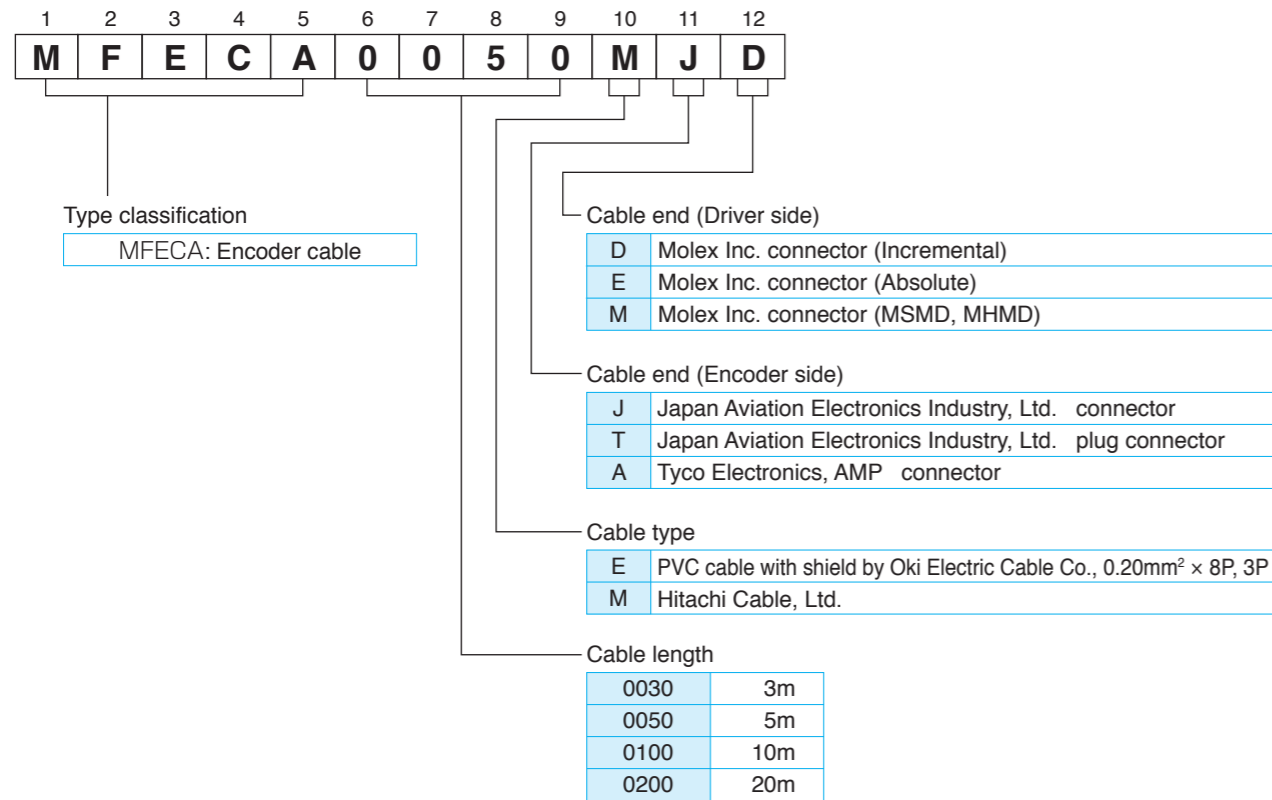 1 2 3 4 5 6 7 8 9 10 11 12
M F E C A 0 0 5 0 M J D
Type classification
MFECA: Encoder cable
Cable end (Driver side)
D Molex Inc. connector (Incremental)
E Molex Inc. connector (Absolute)
M Molex Inc. connector (MSMD, MHMD)
Cable end (Encoder side)
J Japan Aviation Electronics Industry, Ltd. connector
T Japan Aviation Electronics Industry, Ltd. plug connector
A Tyco Electronics, AMP connector
Cable type
E PVC cable with shield by Oki Electric Cable Co., 0.20mm² × 8P, 3P
M Hitachi Cable, Ltd.
Cable length
0030 3m
0050 5m
0100 10m
0200 20m